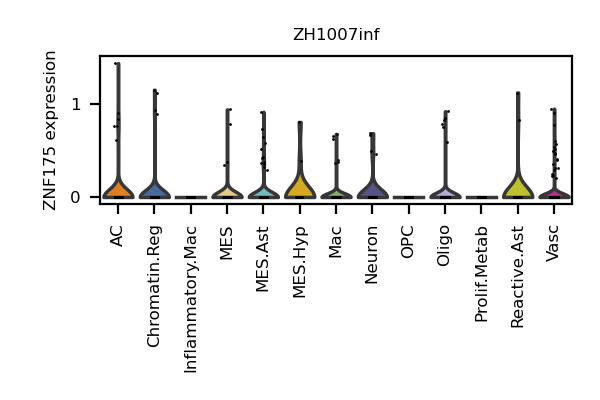 ZH1007inf
ZNF175 expression
1
0
AC
Chromatin.Reg
Inflammatory.Mac
MES
MES.Ast
MES.Hyp
Mac
Neuron
OPC
Oligo
Prolif.Metab
Reactive.Ast
Vasc